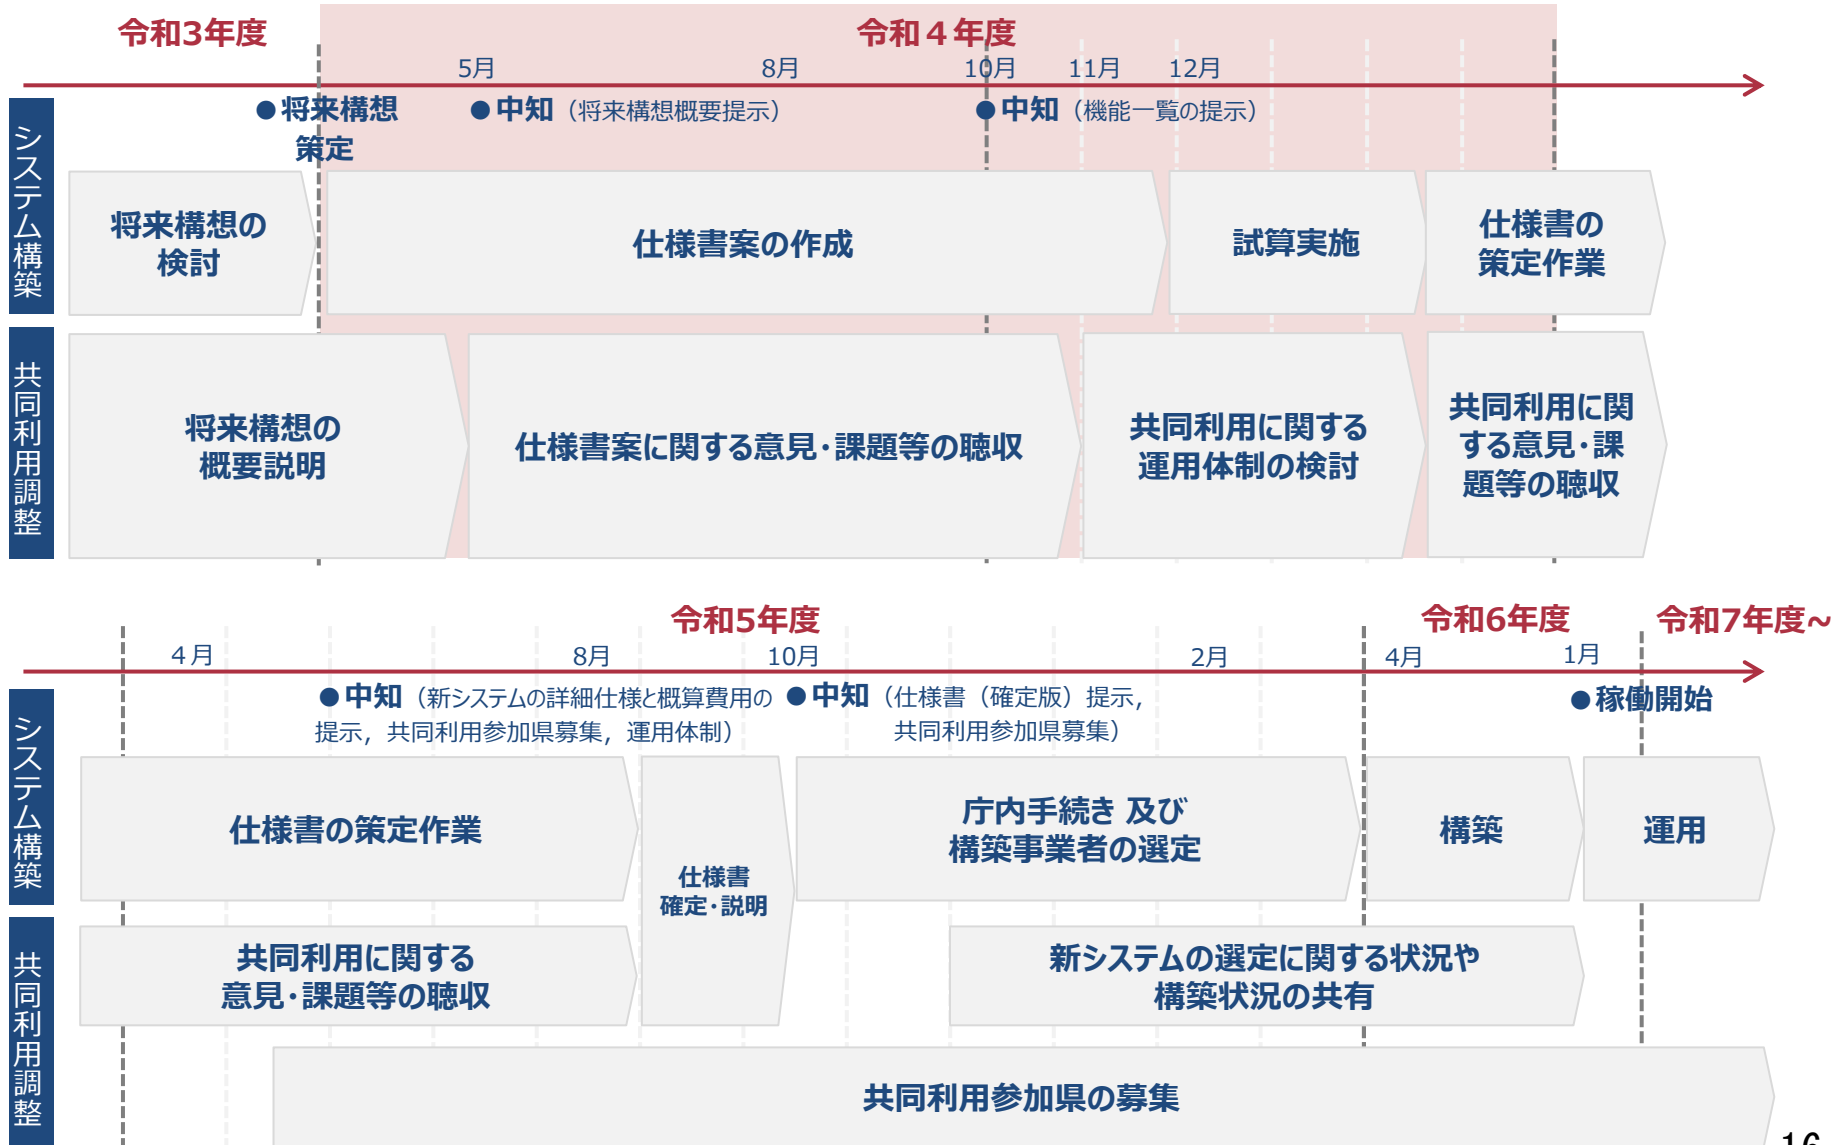 令和3年度
令和４年度
5月
8月
10月
11月
12月
●将来構想
策定
●中知（将来構想概要提示）
●中知（機能一覧の提示）
システム構築
将来構想の
検討
仕様書案の作成
試算実施
仕様書の
策定作業
共同利用調整
将来構想の
概要説明
仕様書案に関する意見・課題等の聴収
共同利用に関する
運用体制の検討
共同利用に関
する意見・課
題等の聴収
令和5年度
令和6年度
令和7年度~
４月
8月
10月
2月
4月
1月
●中知（新システムの詳細仕様と概算費用の
提示，共同利用参加県募集，運用体制）
●中知（仕様書（確定版）提示，
共同利用参加県募集）
●稼働開始
システム構築
仕様書の策定作業
仕様書
確定・説明
庁内手続き 及び
構築事業者の選定
構築
運用
共同利用調整
共同利用に関する
意見・課題等の聴収
新システムの選定に関する状況や
構築状況の共有
共同利用参加県の募集
16